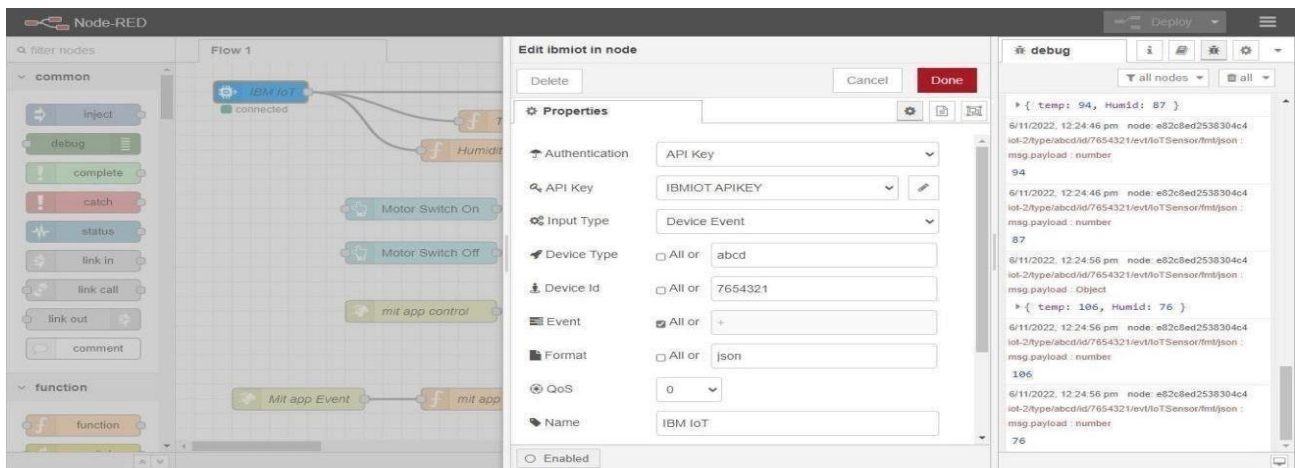 Node-RED
Deploy
filter nodes
Flow 1
Edit ibmiot in node
debug
common
Delete
Cancel
Done
all nodes
all
IBM IoT
connected
inject
Properties
{ temp: 94, Humid: 87 }
6/11/2022, 12:24:46 pm node: e82c8ed2538304c4
iot-2/type/abcd/id/7654321/evt/IoTSensor/fmt/json :
msg.payload : number
94
debug
T
Humidit
Authentication
API Key
complete
API Key
IBMIOT APIKEY
6/11/2022, 12:24:46 pm node: e82c8ed2538304c4
iot-2/type/abcd/id/7654321/evt/IoTSensor/fmt/json :
msg.payload : number
87
catch
Motor Switch On
Input Type
Device Event
status
Motor Switch Off
Device Type
All or
abcd
6/11/2022, 12:24:56 pm node: e82c8ed2538304c4
iot-2/type/abcd/id/7654321/evt/IoTSensor/fmt/json :
msg.payload : Object
{ temp: 106, Humid: 76 }
link in
link call
Device Id
All or
7654321
link out
mit app control
Event
All or
+
6/11/2022, 12:24:56 pm node: e82c8ed2538304c4
iot-2/type/abcd/id/7654321/evt/IoTSensor/fmt/json :
msg.payload : number
106
comment
Format
All or
json
function
QoS
0
Mit app Event
mit app
6/11/2022, 12:24:56 pm node: e82c8ed2538304c4
iot-2/type/abcd/id/7654321/evt/IoTSensor/fmt/json :
msg.payload : number
76
function
Name
IBM IoT
Enabled